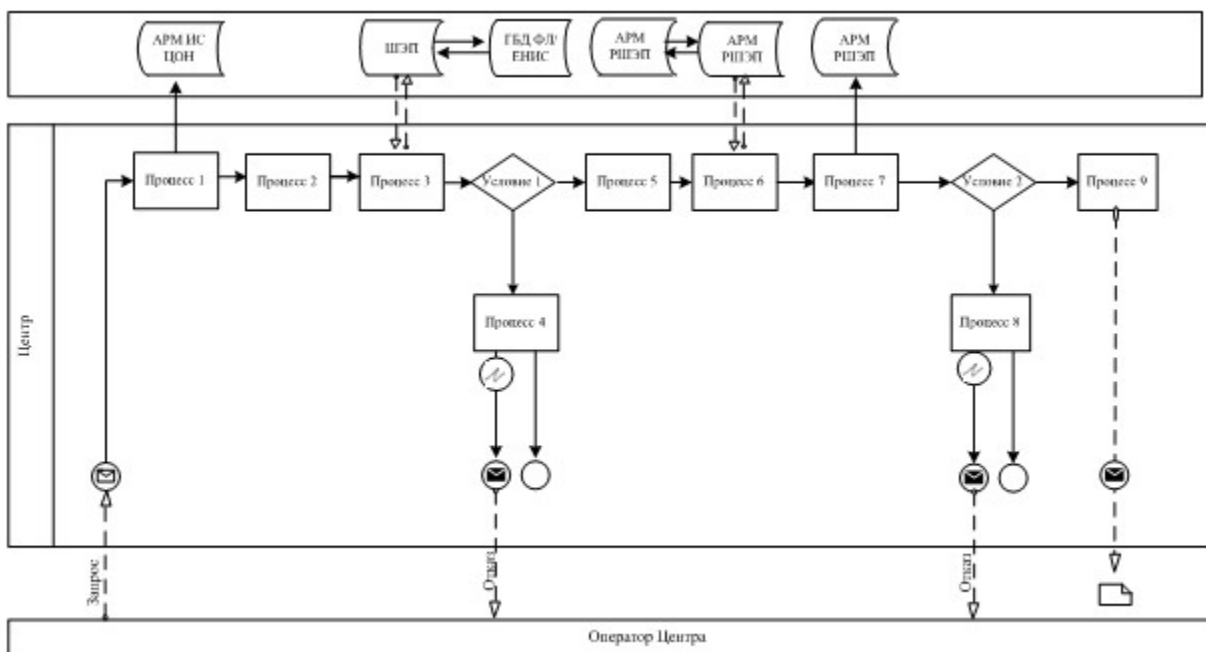 АРМ ИС
ЦОН
ШЭП
ГБД ФЛ/
ЕНИС
АРМ
РШЭП
АРМ
РШЭП
АРМ
РШЭП
Процесс 1
Процесс 2
Процесс 3
Условие 1
Процесс 5
Процесс 6
Процесс 7
Условие 2
Процесс 9
Процесс 4
Процесс 8
Центр
Запрос
Отказ
Отказ
Оператор Центра